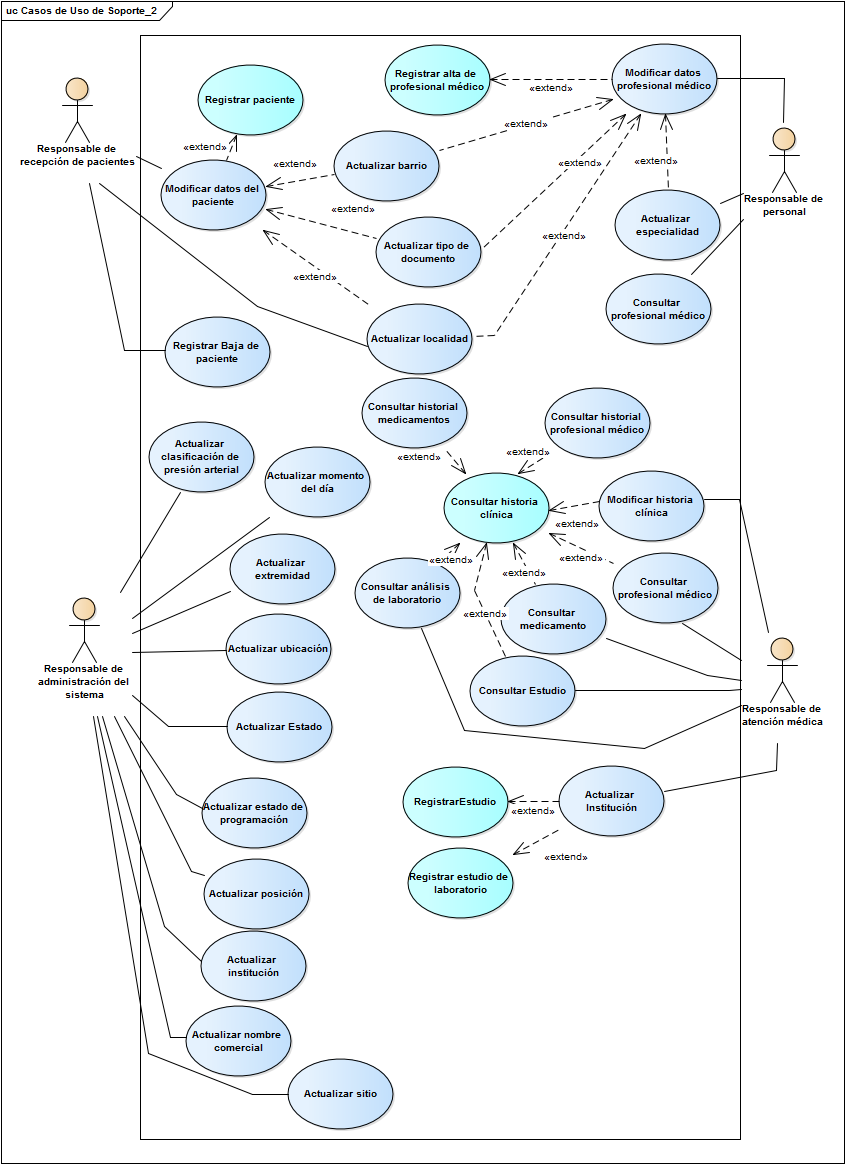 uc Casos de Uso de Soporte_2
Registrar paciente
Registrar alta de
profesional médico
Modificar datos
profesional médico
«extend»
«extend»
Responsable de
recepción de pacientes
«extend»
«extend»
Actualizar barrio
«extend»
«extend»
Modificar datos del
paciente
Responsable de
personal
«extend»
Actualizar
especialidad
Actualizar tipo de
documento
«extend»
«extend»
Consultar
profesional médico
Actualizar localidad
Registrar Baja de
paciente
Consultar historial
medicamentos
Consultar historial
profesional médico
Actualizar
clasificación de
presión arterial
«extend»
«extend»
Actualizar momento
del día
Consultar historia
clínica
Modificar historia
clínica
«extend»
«extend»
«extend»
«extend»
Actualizar
extremidad
Consultar análisis
de laboratorio
Consultar
profesional médico
«extend»
Consultar
medicamento
Actualizar ubicación
Responsable de
administración del
sistema
Consultar Estudio
Responsable de
atención médica
Actualizar Estado
RegistrarEstudio
Actualizar
Institución
«extend»
Actualizar estado de
programación
«extend»
Registrar estudio de
laboratorio
Actualizar posición
Actualizar
institución
Actualizar nombre
comercial
Actualizar sitio